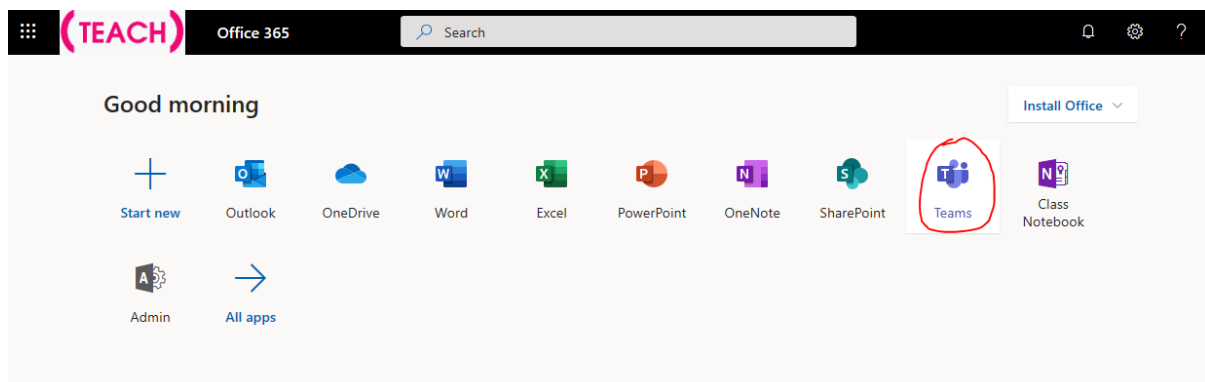 (TEACH) Office 365 Search ?
Good morning
Install Office
Start new Outlook OneDrive Word Excel PowerPoint OneNote SharePoint Teams Class
Notebook
Admin All apps